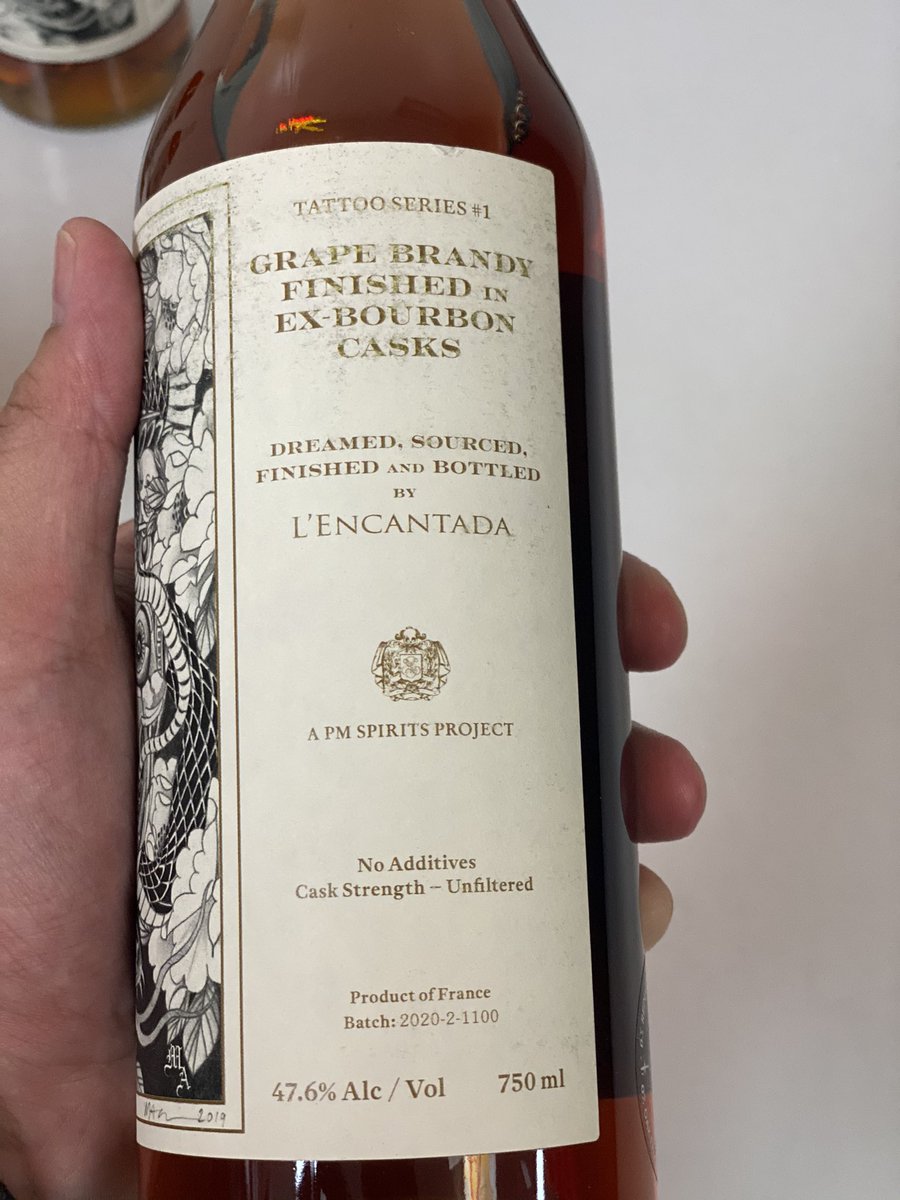 TATTOO SERIES #1
GRAPE BRANDY
FINISHED IN
EX-BOURBON
CASKS
DREAMED, SOURCED,
FINISHED AND BOTTLED
BY
L'ENCANTADA
A PM SPIRITS PROJECT
No Additives
Cask Strength – Unfiltered
Product of France
Batch: 2020-2-1100
47.6% Alc / Vol 750 ml
MA
2019